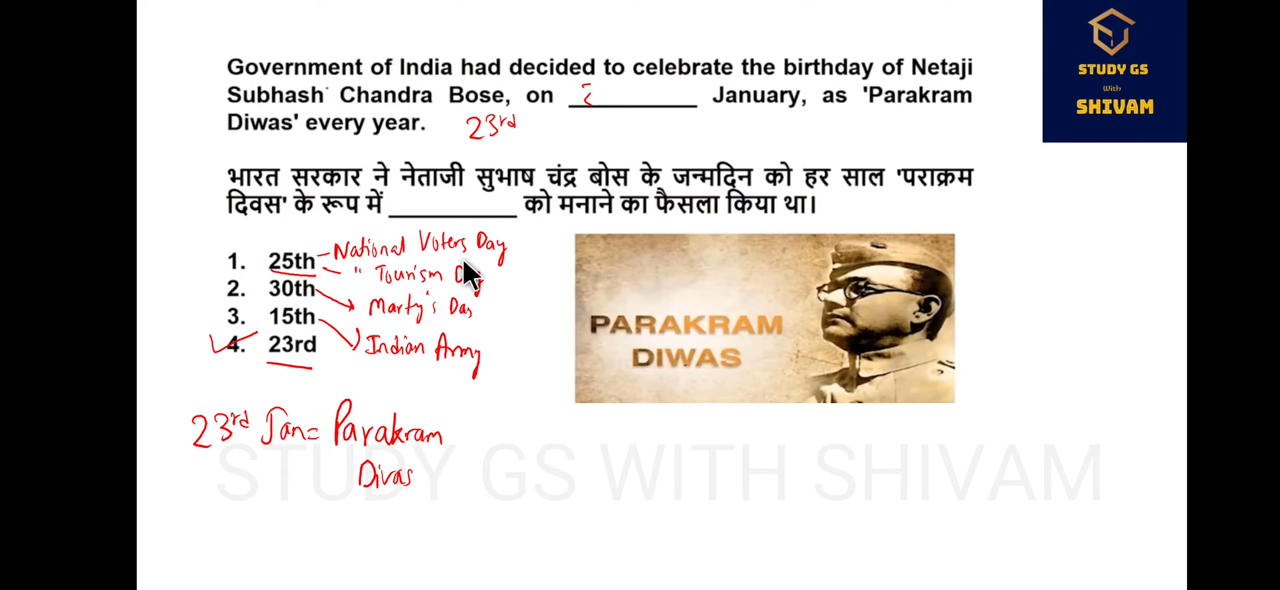 STUDY GS
With
SHIVAM
Government of India had decided to celebrate the birthday of Netaji
Subhash Chandra Bose, on __________ January, as 'Parakram
Diwas' every year. 23rd
भारत सरकार ने नेताजी सुभाष चंद्र बोस के जन्मदिन को हर साल 'पराक्रम
दिवस' के रूप में __________ को मनाने का फैसला किया था।
1. 25th - National Voters Day
" Tourism Day
2. 30th Marty's Day
3. 15th Indian Army
4. 23rd
PARAKRAM
DIWAS
23rd Jan = Parakram
Divas
STUDY GS WITH SHIVAM